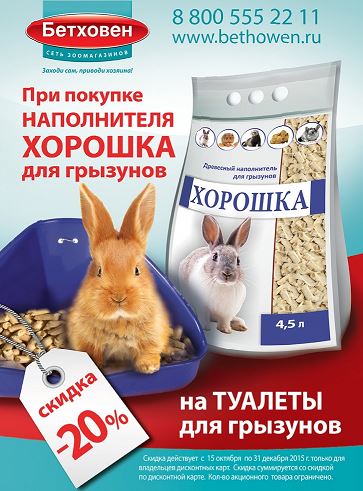 Бетховен
СЕТЬ ЗООМАГАЗИНОВ
Заходи сам, приводи хозяина!
8 800 555 22 11
www.bethowen.ru
При покупке
НАПОЛНИТЕЛЯ
ХОРОШКА
для грызунов
Древесный наполнитель
для грызунов
ХОРОШКА
4,5 л
скидка
-20%
на ТУАЛЕТЫ
для грызунов
Скидка действует с 15 октября по 31 декабря 2015 г. только для
владельцев дисконтных карт. Скидка суммируется со скидкой
по дисконтной карте. Кол-во акционного товара ограничено.